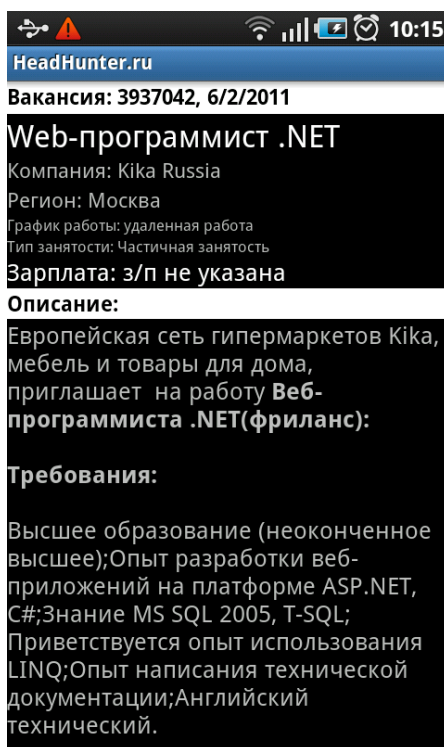 10:15
HeadHunter.ru
Вакансия: 3937042, 6/2/2011
Web-программист .NET
Компания: Kika Russia
Регион: Москва
График работы: удаленная работа
Тип занятости: Частичная занятость
Зарплата: з/п не указана
Описание:
Европейская сеть гипермаркетов Kika,
мебель и товары для дома,
приглашает  на работу Веб-
программиста .NET(фриланс):
Требования:
Высшее образование (неоконченное
высшее);Опыт разработки веб-
приложений на платформе ASP.NET,
C#;Знание MS SQL 2005, T-SQL;
Приветствуется опыт использования
LINQ;Опыт написания технической
документации;Английский
технический.